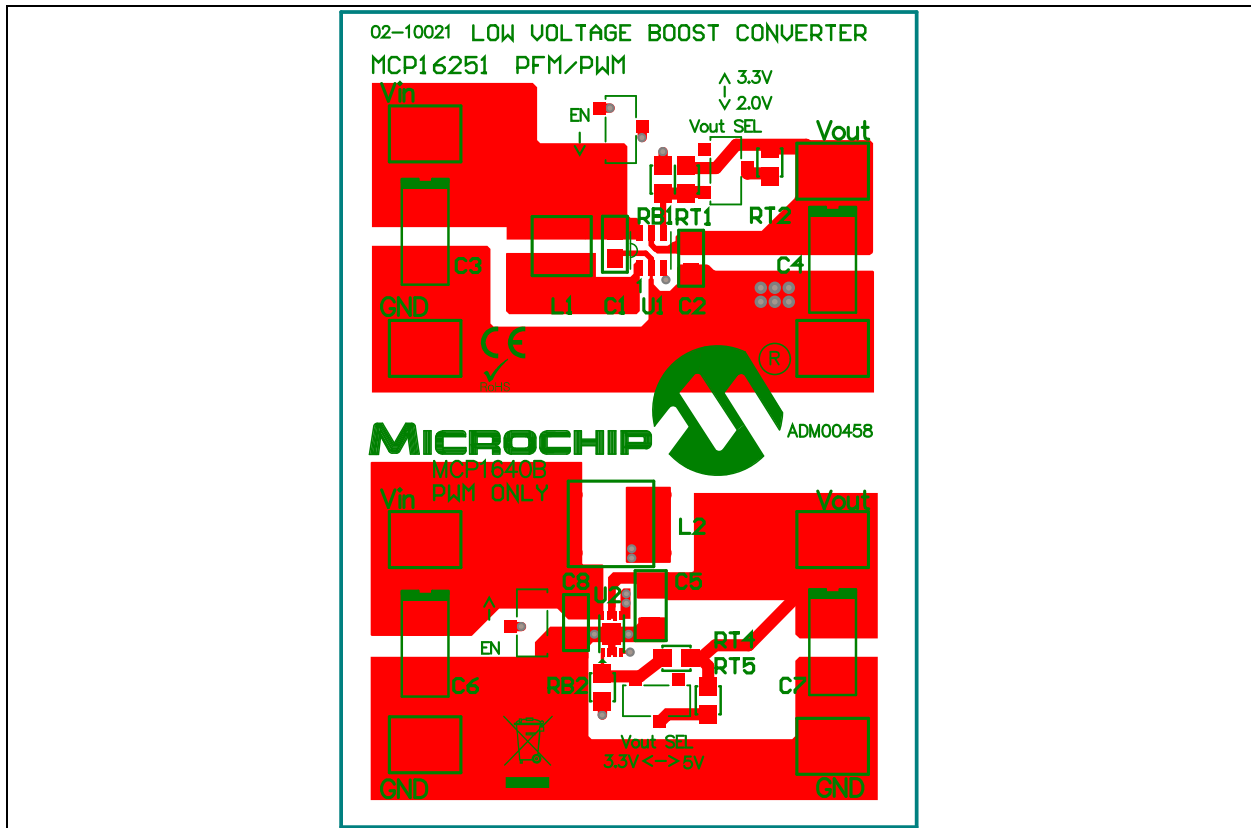 02-10021 LOW VOLTAGE BOOST CONVERTER
MCP16251 PFM/PWM
3.3V
2.0V
Vin
EN
Vout SEL
Vout
RB1
RT1
RT2
C3
C4
GND
L1
C1
U1
C2
CE
R
MICROCHIP
ADM00458
MCP1640B
PWM ONLY
Vin
Vout
L2
C8
C5
U2
EN
RT4
RT5
C6
RB2
C7
Vout SEL
3.3V<->5V
GND
GND